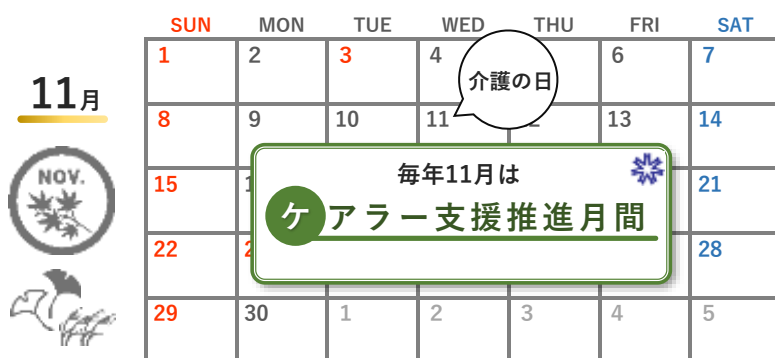 SUN MON TUE WED THU FRI SAT
1 2 3 4 6 7
介護の日
11月
8 9 10 11 13 14
NOV.
毎年11月は
15 21
ケアラー支援推進月間
22 28
29 30 1 2 3 4 5